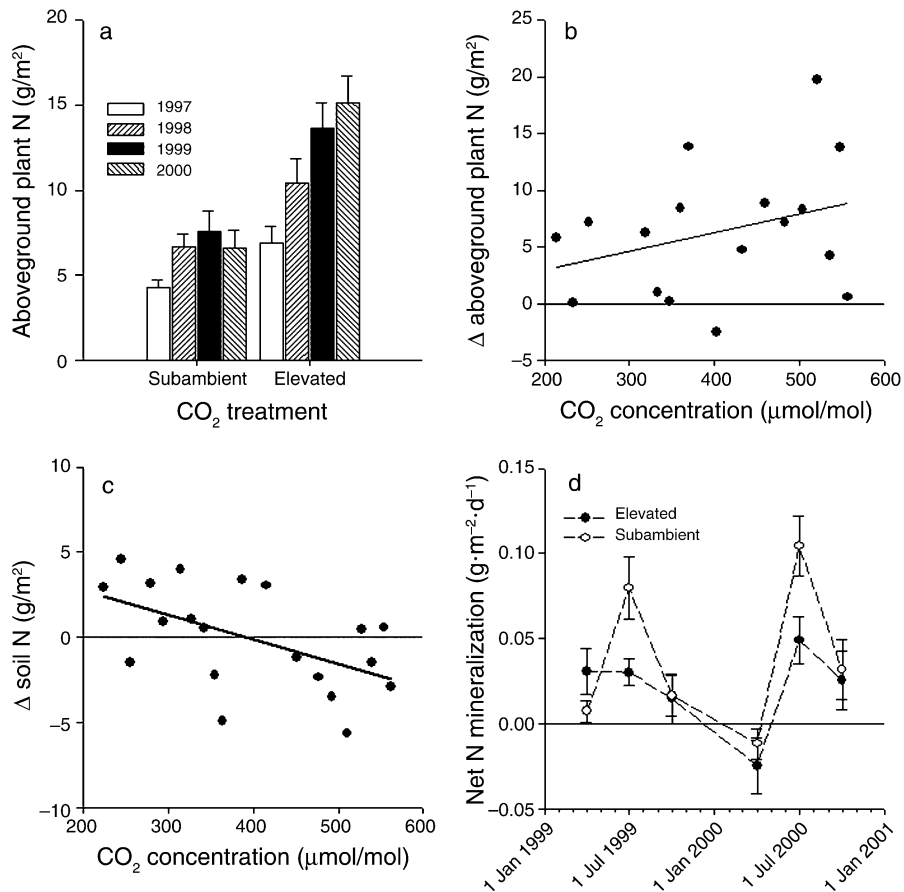 a
20
15
10
5
0
Aboveground plant N (g/m²)
1997
1998
1999
2000
Subambient Elevated
CO₂ treatment
b
25
20
15
10
5
0
−5
Δ aboveground plant N (g/m²)
200 300 400 500 600
CO₂ concentration (μmol/mol)
c
10
5
0
−5
−10
Δ soil N (g/m²)
200 300 400 500 600
CO₂ concentration (μmol/mol)
d
0.15
0.10
0.05
0.00
−0.05
Net N mineralization (g·m⁻²·d⁻¹)
Elevated
Subambient
1 Jan 1999
1 Jul 1999
1 Jan 2000
1 Jul 2000
1 Jan 2001